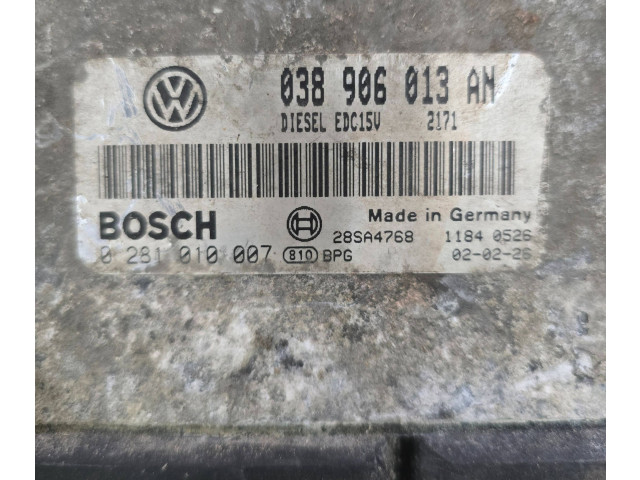 038 906 013 AN
DIESEL EDC15V 2171
BOSCH
Made in Germany
28SA4768 1184 0526
0 281 010 007 810 BPG 02-02-26